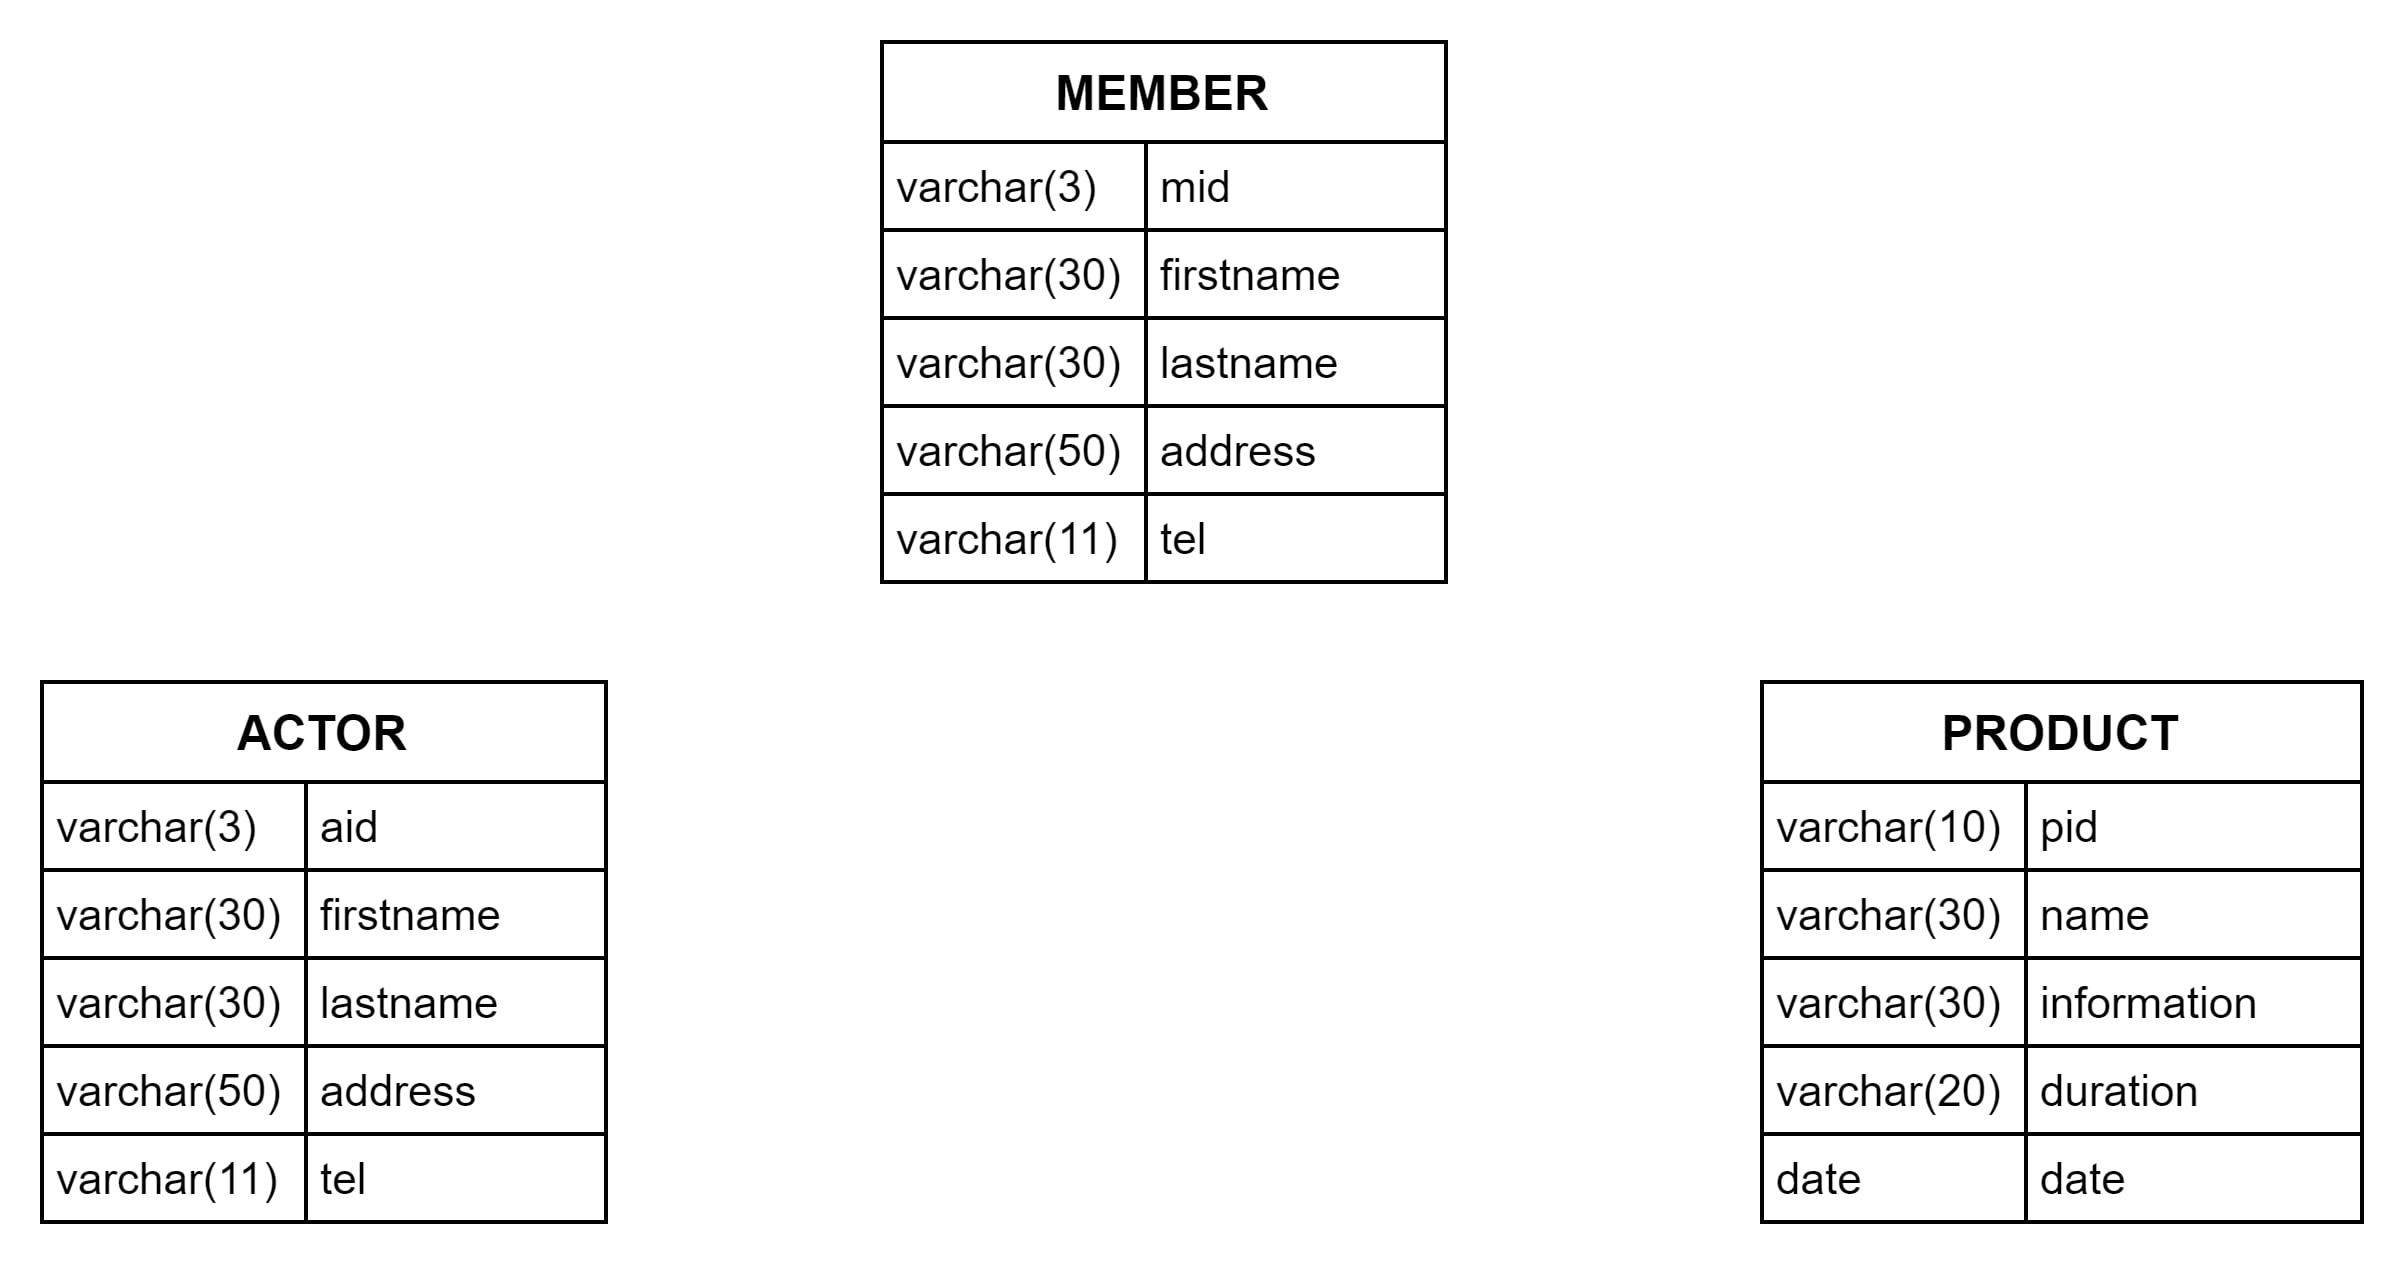 MEMBER
varchar(3) mid
varchar(30) firstname
varchar(30) lastname
varchar(50) address
varchar(11) tel
ACTOR
varchar(3) aid
varchar(30) firstname
varchar(30) lastname
varchar(50) address
varchar(11) tel
PRODUCT
varchar(10) pid
varchar(30) name
varchar(30) information
varchar(20) duration
date date